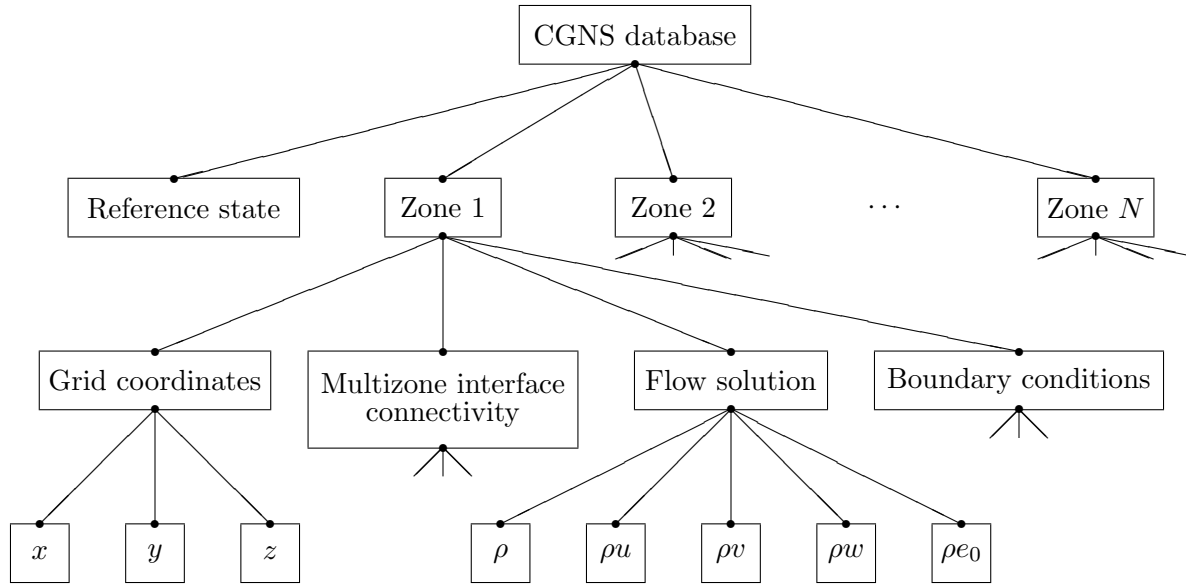 CGNS database
Reference state
Zone 1
Zone 2
...
Zone N
Grid coordinates
Multizone interface
connectivity
Flow solution
Boundary conditions
x
y
z
ρ
ρu
ρv
ρw
ρe₀